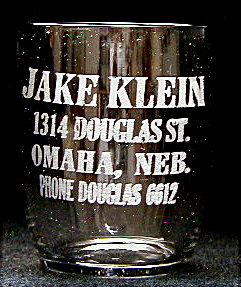 JAKE KLEIN
1314 DOUGLAS ST.
OMAHA, NEB.
PHONE DOUGLAS 6612